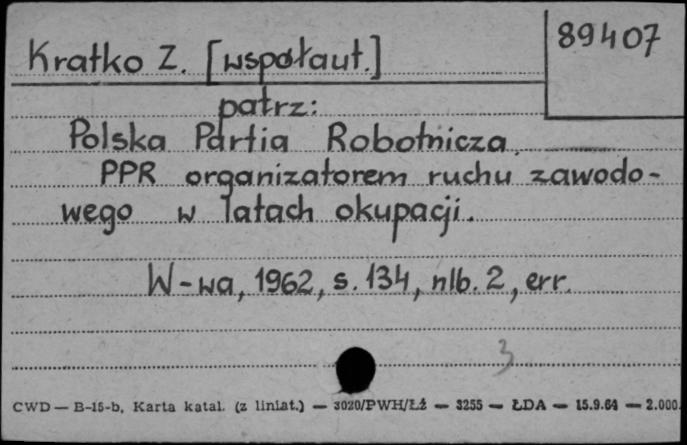 89407
Kratko Z. [współaut.]
patrz:
Polska Partia Robotnicza.
PPR organizatorem ruchu zawodo-
wego w latach okupacji.
W-wa, 1962, s. 134, nlb. 2, err.
3
CWD — B-15-b, Karta katal. (z liniat.) — 3020/PWH/Łż — 3255 — ŁDA — 15.9.64 — 2.000.